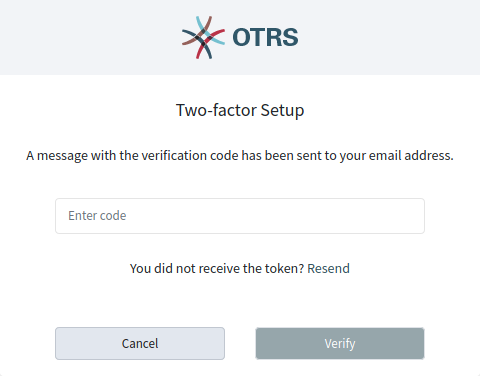 OTRS
Two-factor Setup
A message with the verification code has been sent to your email address.
Enter code
You did not receive the token? Resend
Cancel
Verify